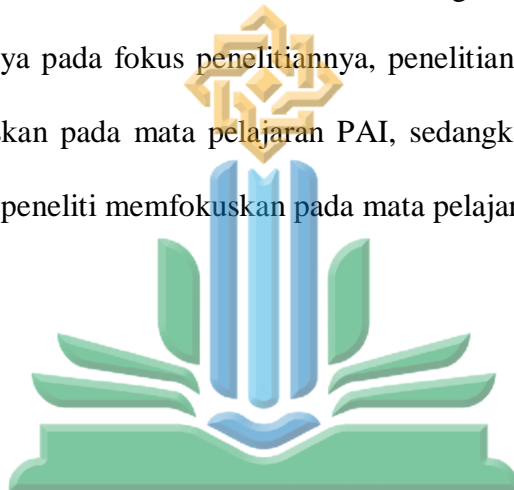 ya pada fokus penelitiannya, penelitian
kan pada mata pelajaran PAI, sedangk
peneliti memfokuskan pada mata pelajar